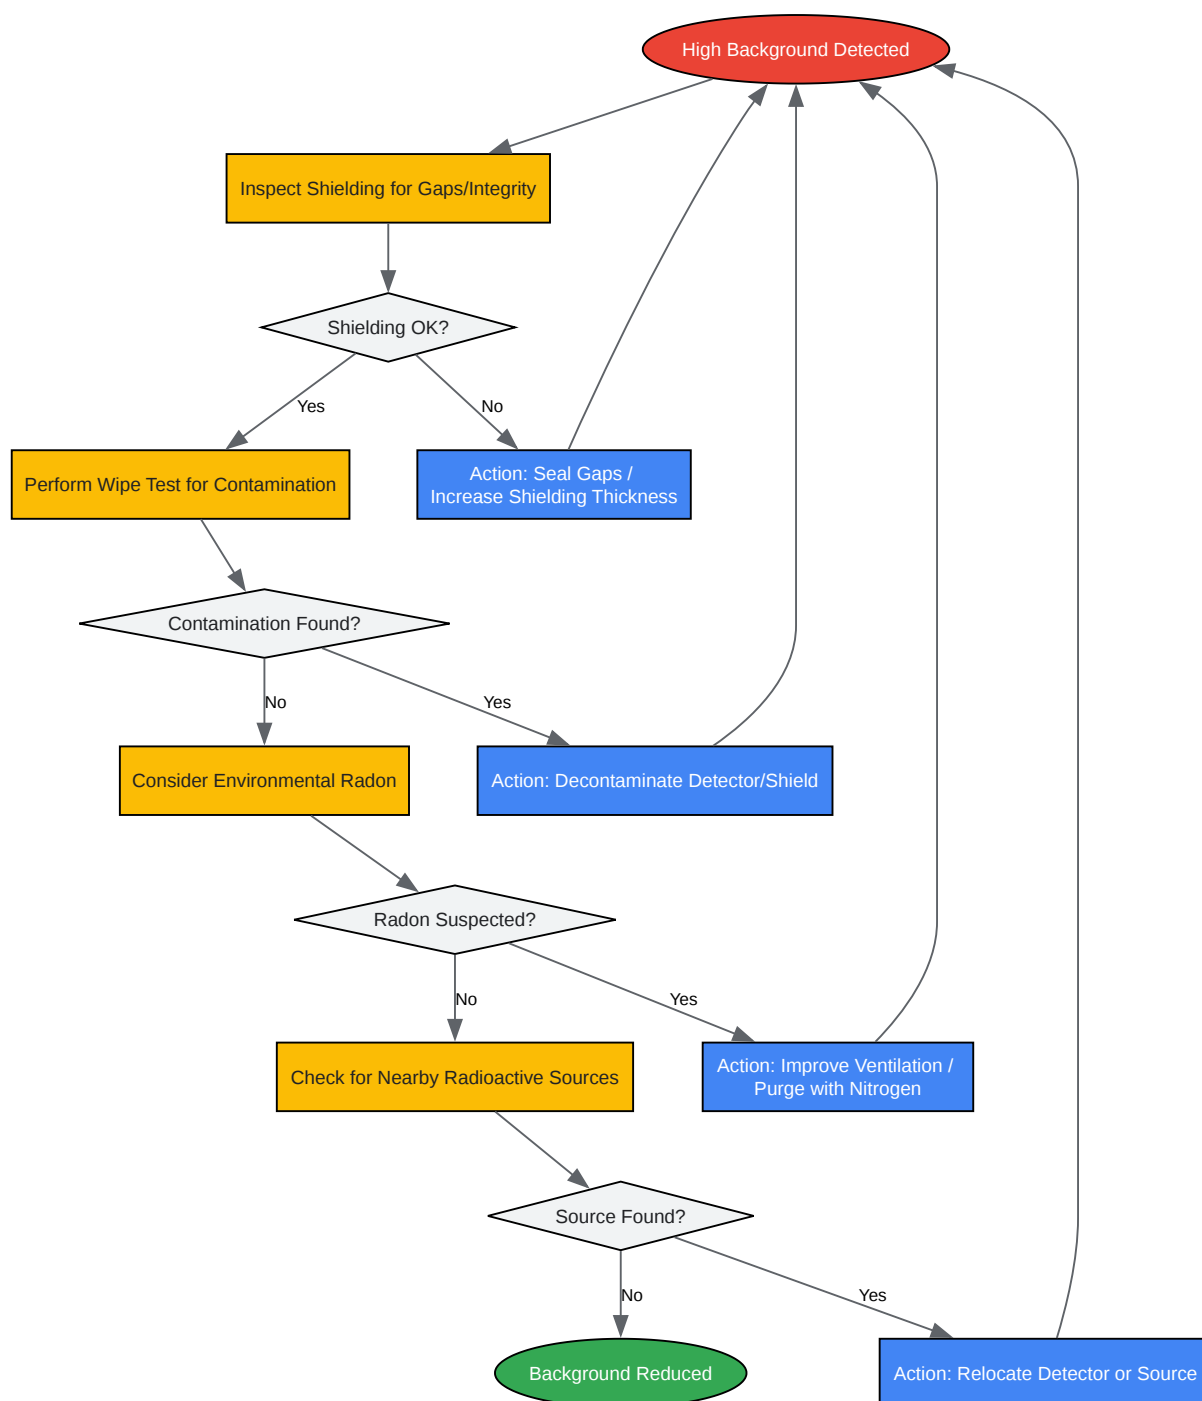 High Background Detected
Inspect Shielding for Gaps/Integrity
Shielding OK?
Yes
No
Perform Wipe Test for Contamination
Action: Seal Gaps /
Increase Shielding Thickness
Contamination Found?
No
Yes
Consider Environmental Radon
Action: Decontaminate Detector/Shield
Radon Suspected?
No
Yes
Check for Nearby Radioactive Sources
Action: Improve Ventilation /
Purge with Nitrogen
Source Found?
No
Yes
Background Reduced
Action: Relocate Detector or Source